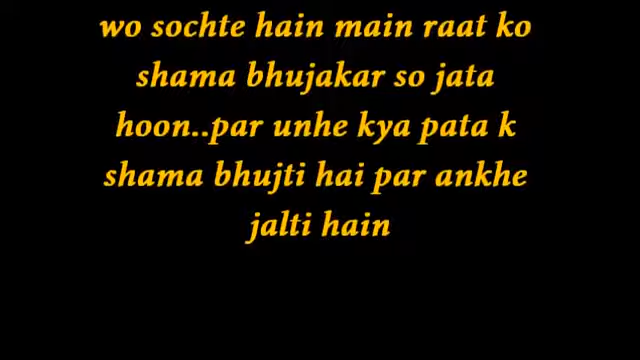 wo sochte hain main raat ko
shama bhujakar so jata
hoon..par unhe kya pata k
shama bhujti hai par ankhe
jalti hain